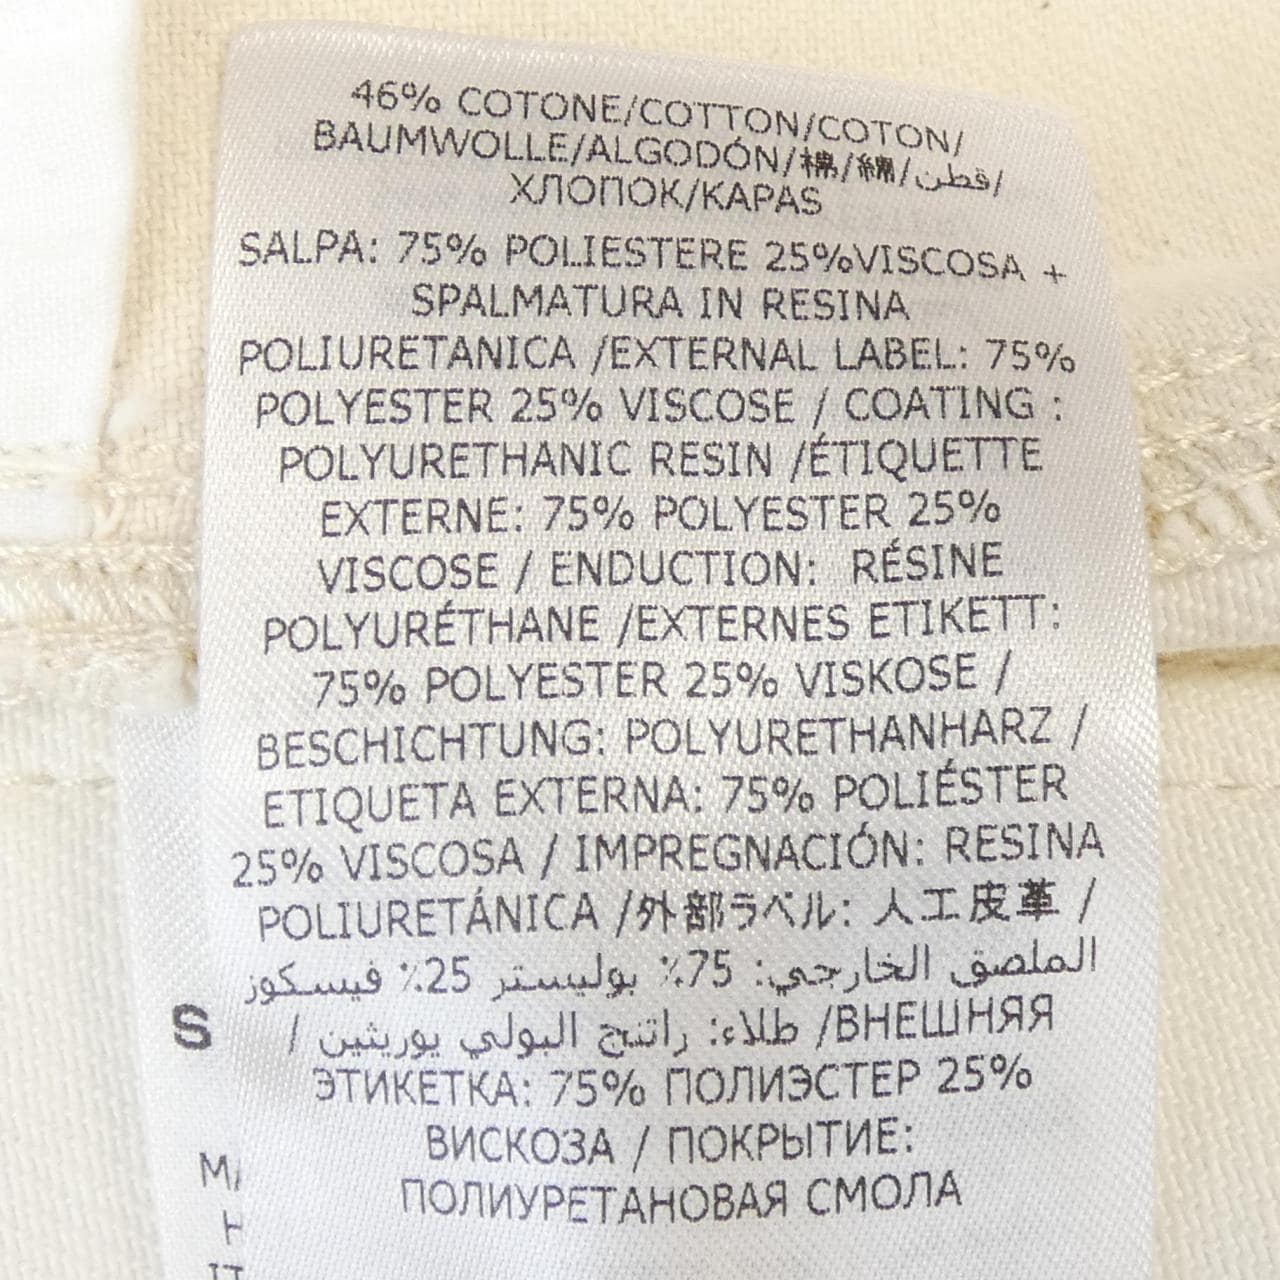 46% COTONE/COTTON/COTON/
BAUMWOLLE/ALGODÓN/棉/綿/قطن/
ХЛОПОК/KAPAS
SALPA: 75% POLIESTERE 25%VISCOSA +
SPALMATURA IN RESINA
POLIURETANICA /EXTERNAL LABEL: 75%
POLYESTER 25% VISCOSE / COATING :
POLYURETHANIC RESIN /ÉTIQUETTE
EXTERNE: 75% POLYESTER 25%
VISCOSE / ENDUCTION: RÉSINE
POLYURÉTHANE /EXTERNES ETIKETT:
75% POLYESTER 25% VISKOSE /
BESCHICHTUNG: POLYURETHANHARZ /
ETIQUETA EXTERNA: 75% POLIÉSTER
25% VISCOSA / IMPREGNACIÓN: RESINA
POLIURETÁNICA /外部ラベル: 人工皮革 /
الملصق الخارجي: 75٪ بوليستر 25٪ فيسكوز
/ طلاء: راتنج البولي يوريثين /ВНЕШНЯЯ
ЭТИКЕТКА: 75% ПОЛИЭСТЕР 25%
ВИСКОЗА / ПОКРЫТИЕ:
ПОЛИУРЕТАНОВАЯ СМОЛА
S